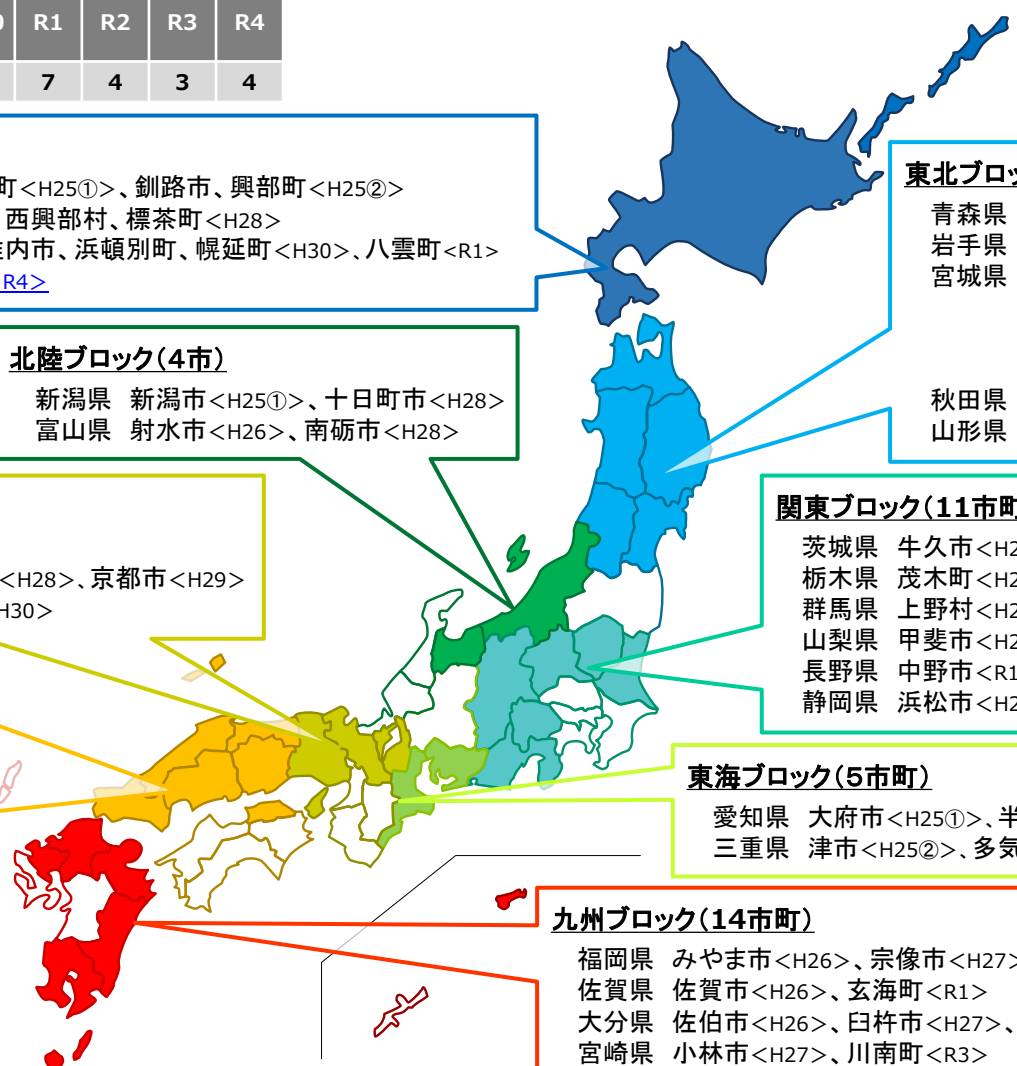 R1 R2 R3 R4
7 4 3 4
町<H25①>、釧路市、興部町<H25②>
西興部村、標茶町<H28>
内市、浜頓別町、幌延町<H30>、八雲町<R1>
R4>
東北ブロッ
青森県
岩手県
宮城県
秋田県
山形県
北陸ブロック(4市)
新潟県 新潟市<H25①>、十日町市<H28>
富山県 射水市<H26>、南砺市<H28>
<H28>、京都市<H29>
H30>
関東ブロック(11市町
茨城県 牛久市<H2
栃木県 茂木町<H2
群馬県 上野村<H2
山梨県 甲斐市<H2
長野県 中野市<R1
静岡県 浜松市<H2
東海ブロック(5市町)
愛知県 大府市<H25①>、半
三重県 津市<H25②>、多気
九州ブロック(14市町)
福岡県 みやま市<H26>、宗像市<H27>
佐賀県 佐賀市<H26>、玄海町<R1>
大分県 佐伯市<H26>、臼杵市<H27>、
宮崎県 小林市<H27>、川南町<R3>